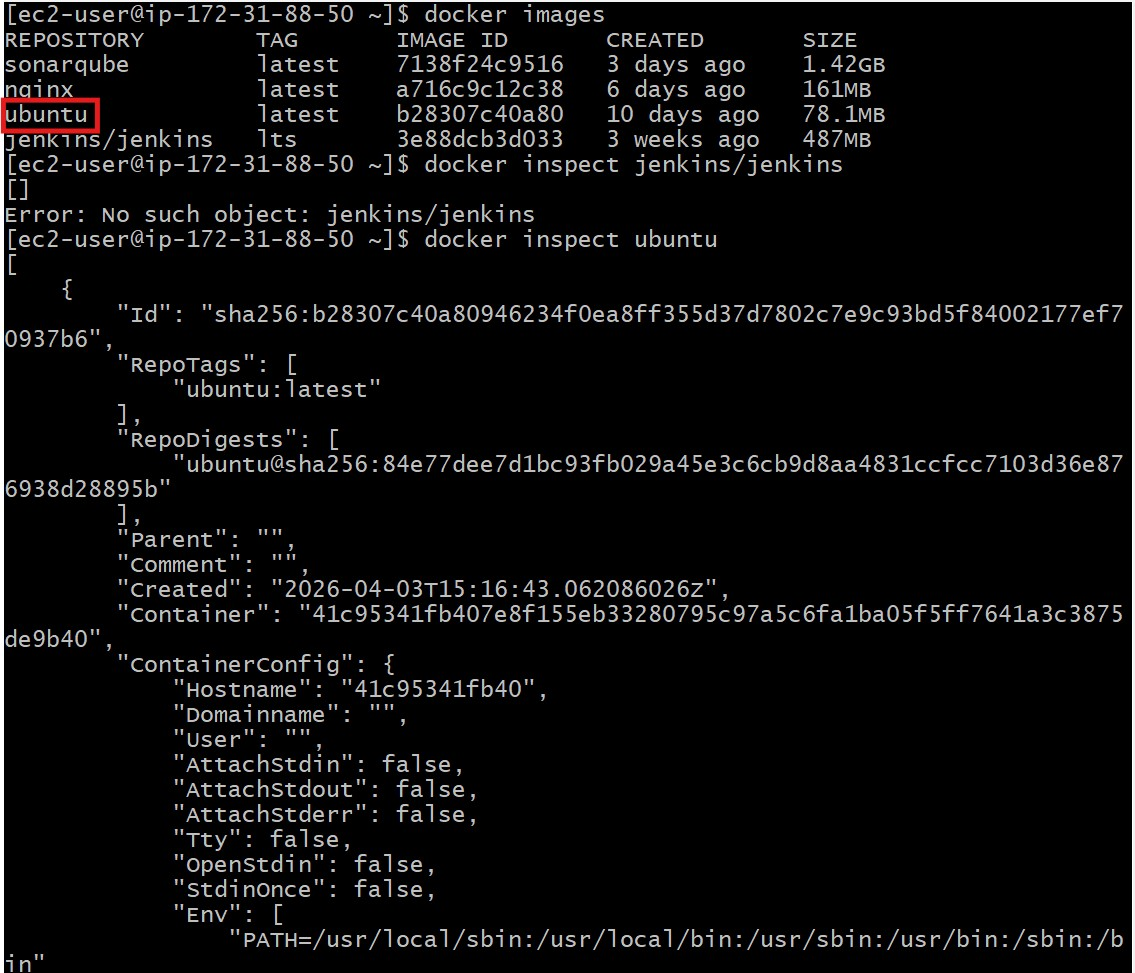 [ec2-user@ip-172-31-88-50 ~]$ docker images
REPOSITORY        TAG       IMAGE ID       CREATED       SIZE
sonarqube         latest    7138f24c9516   3 days ago    1.42GB
nginx             latest    a716c9c12c38   6 days ago    161MB
ubuntu            latest    b28307c40a80   10 days ago   78.1MB
jenkins/jenkins   lts       3e88dcb3d033   3 weeks ago   487MB
[ec2-user@ip-172-31-88-50 ~]$ docker inspect jenkins/jenkins
[]
Error: No such object: jenkins/jenkins
[ec2-user@ip-172-31-88-50 ~]$ docker inspect ubuntu
[
    {
        "Id": "sha256:b28307c40a80946234f0ea8ff355d37d7802c7e9c93bd5f84002177ef7
0937b6",
        "RepoTags": [
            "ubuntu:latest"
        ],
        "RepoDigests": [
            "ubuntu@sha256:84e77dee7d1bc93fb029a45e3c6cb9d8aa4831ccfcc7103d36e87
6938d28895b"
        ],
        "Parent": "",
        "Comment": "",
        "Created": "2026-04-03T15:16:43.062086026Z",
        "Container": "41c95341fb407e8f155eb33280795c97a5c6fa1ba05f5ff7641a3c3875
de9b40",
        "ContainerConfig": {
            "Hostname": "41c95341fb40",
            "Domainname": "",
            "User": "",
            "AttachStdin": false,
            "AttachStdout": false,
            "AttachStderr": false,
            "Tty": false,
            "OpenStdin": false,
            "StdinOnce": false,
            "Env": [
                "PATH=/usr/local/sbin:/usr/local/bin:/usr/sbin:/usr/bin:/sbin:/b
in"